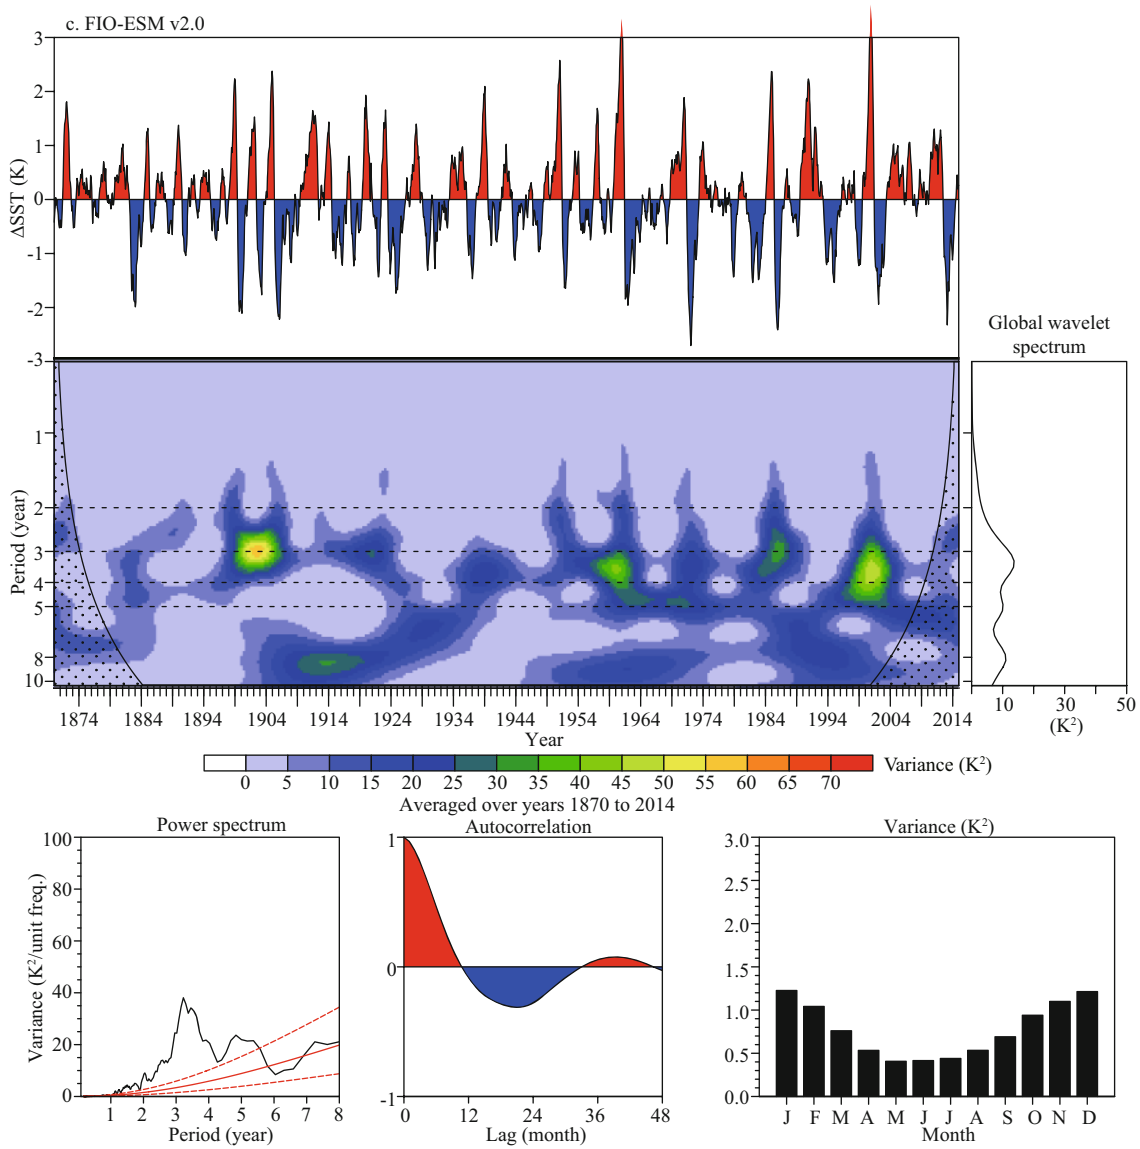 c. FIO-ESM v2.0
3
2
1
0
-1
-2
-3
ΔSST (K)
Global wavelet
spectrum
1
2
3
4
5
8
10
Period (year)
1874 1884 1894 1904 1914 1924 1934 1944 1954 1964 1974 1984 1994 2004 2014
Year
10 30 50
(K²)
0 5 10 15 20 25 30 35 40 45 50 55 60 65 70
Variance (K²)
Averaged over years 1870 to 2014
Power spectrum
100
80
60
40
20
0
Variance (K²/unit freq.)
1 2 3 4 5 6 7 8
Period (year)
Autocorrelation
1
0
-1
0 12 24 36 48
Lag (month)
Variance (K²)
3.0
2.5
2.0
1.5
1.0
0.5
0.0
J F M A M J J A S O N D
Month